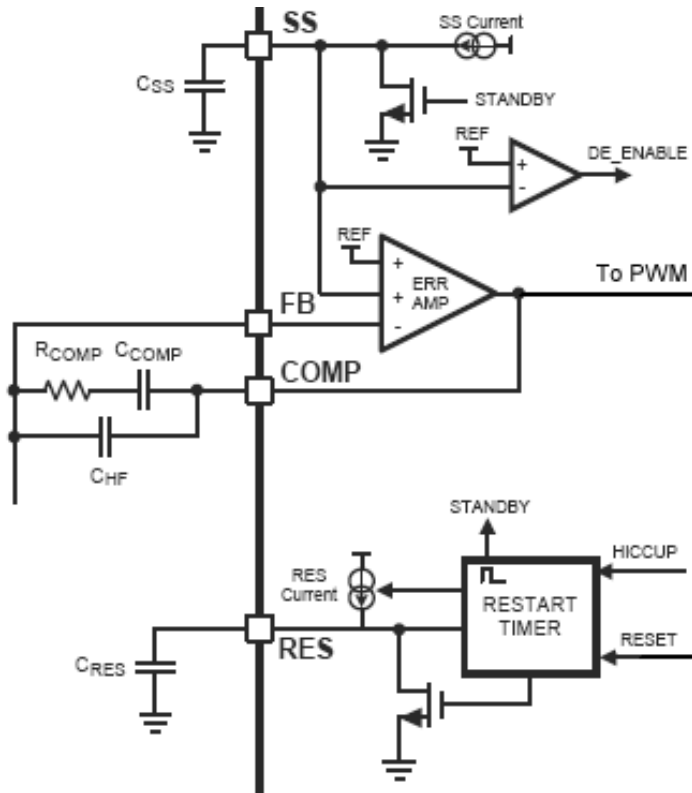 SS
SS Current
CSS
STANDBY
REF
DE_ENABLE
+
-
REF
+
ERR
AMP
+
-
To PWM
FB
RCOMP
CCOMP
COMP
CHF
STANDBY
HICCUP
RES
Current
RESTART
TIMER
RESET
RES
CRES